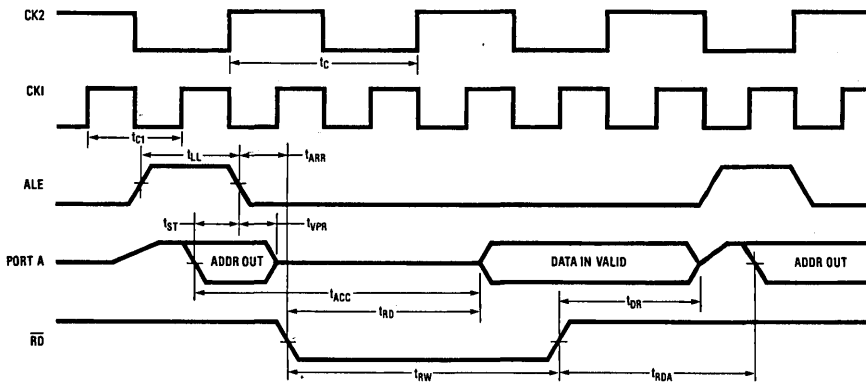 CK2
tC
CKI
tC1
tLL
tARR
ALE
tST
tVPR
PORT A
ADDR OUT
DATA IN VALID
ADDR OUT
tACC
tDR
tRD
RD
tRW
tRDA